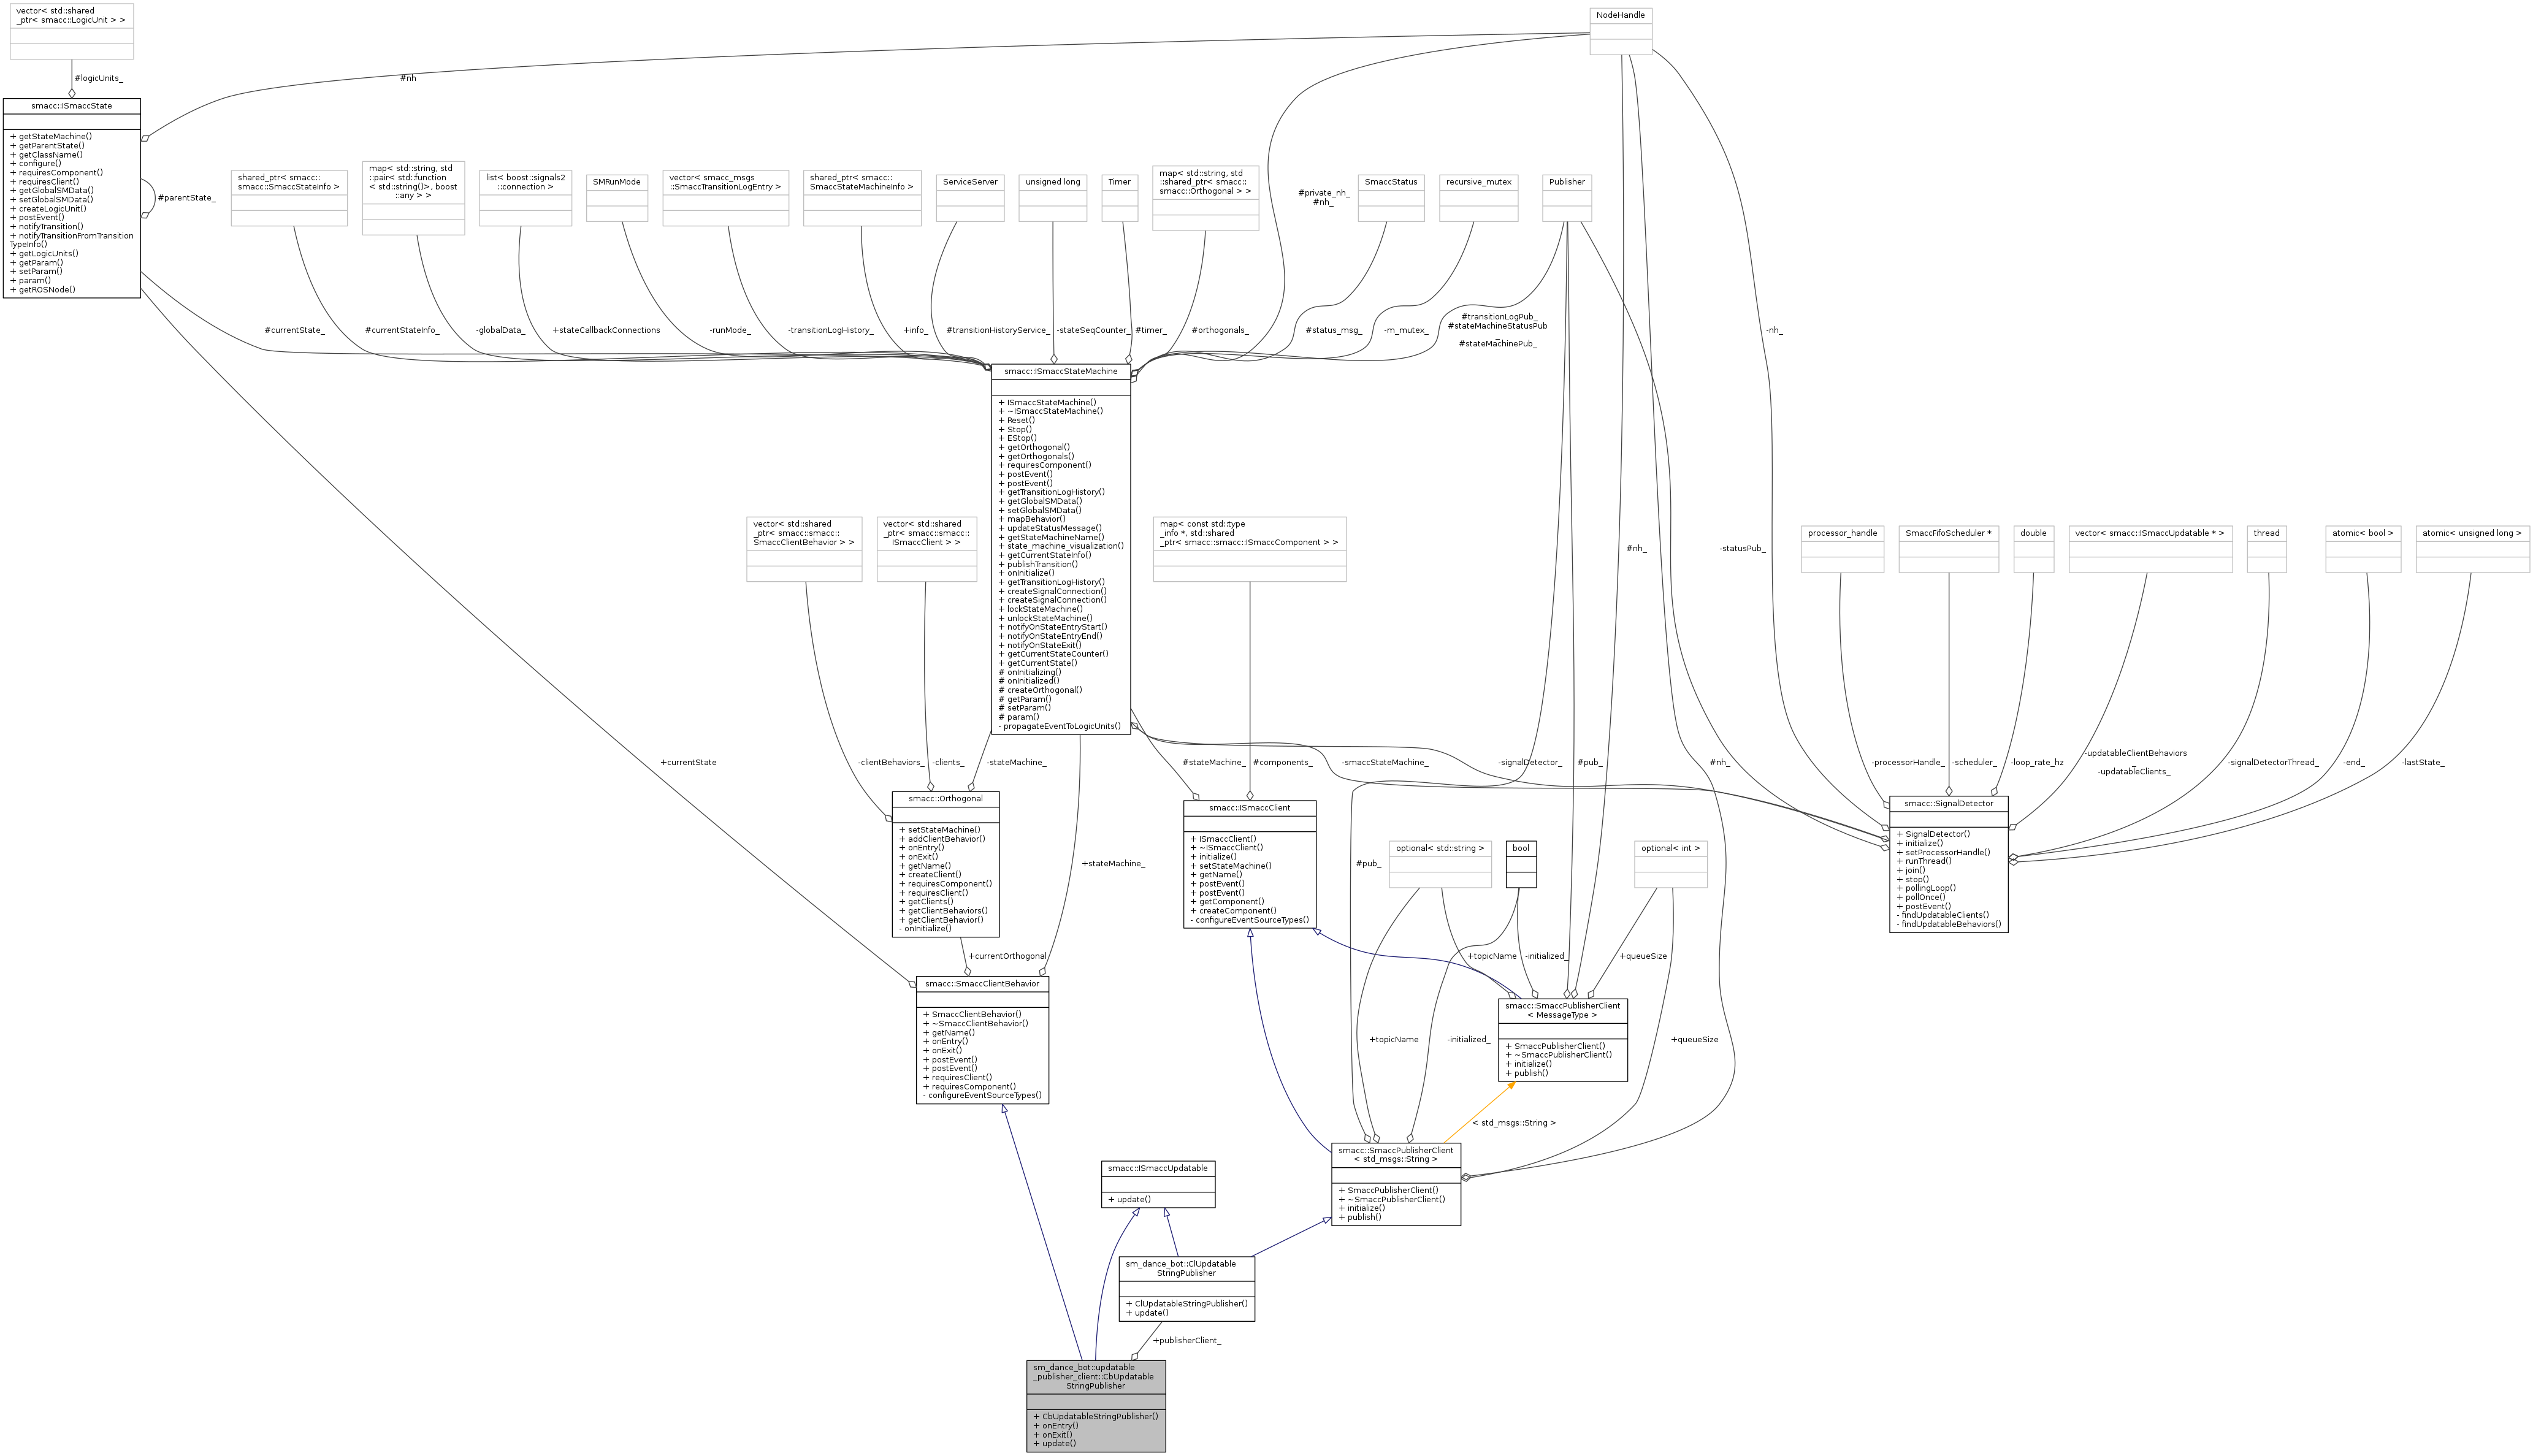 vector< std::shared
_ptr< smacc::LogicUnit > >
NodeHandle
#logicUnits_
#nh
smacc::ISmaccState
+ getStateMachine()
+ getParentState()
+ getClassName()
+ configure()
+ requiresComponent()
+ requiresClient()
+ getGlobalSMData()
+ setGlobalSMData()
+ createLogicUnit()
+ postEvent()
+ notifyTransition()
+ notifyTransitionFromTransition
TypeInfo()
+ getLogicUnits()
+ getParam()
+ setParam()
+ param()
+ getROSNode()
#parentState_
shared_ptr< smacc::
smacc::SmaccStateInfo >
map< std::string, std
::pair< std::function
< std::string()>, boost
::any > >
list< boost::signals2
::connection >
SMRunMode
vector< smacc_msgs
::SmaccTransitionLogEntry >
shared_ptr< smacc::
SmaccStateMachineInfo >
ServiceServer
unsigned long
Timer
map< std::string, std
::shared_ptr< smacc::
smacc::Orthogonal > >
#private_nh_
#nh_
SmaccStatus
recursive_mutex
Publisher
#currentState_
#currentStateInfo_
-globalData_
+stateCallbackConnections
-runMode_
-transitionLogHistory_
+info_
#transitionHistoryService_
-stateSeqCounter_
#timer_
#orthogonals_
#status_msg_
-m_mutex_
#transitionLogPub_
#stateMachineStatusPub
_
#stateMachinePub_
-nh_
smacc::ISmaccStateMachine
+ ISmaccStateMachine()
+ ~ISmaccStateMachine()
+ Reset()
+ Stop()
+ EStop()
+ getOrthogonal()
+ getOrthogonals()
+ requiresComponent()
+ postEvent()
+ postEvent()
+ getTransitionLogHistory()
+ getGlobalSMData()
+ setGlobalSMData()
+ mapBehavior()
+ updateStatusMessage()
+ getStateMachineName()
+ state_machine_visualization()
+ getCurrentStateInfo()
+ publishTransition()
+ onInitialize()
+ getTransitionLogHistory()
+ createSignalConnection()
+ createSignalConnection()
+ lockStateMachine()
+ unlockStateMachine()
+ notifyOnStateEntryStart()
+ notifyOnStateEntryEnd()
+ notifyOnStateExit()
+ getCurrentStateCounter()
+ getCurrentState()
# onInitializing()
# onInitialized()
# createOrthogonal()
# getParam()
# setParam()
# param()
- propagateEventToLogicUnits()
vector< std::shared
_ptr< smacc::smacc::
SmaccClientBehavior > >
vector< std::shared
_ptr< smacc::smacc::
ISmaccClient > >
map< const std::type
_info *, std::shared
_ptr< smacc::smacc::ISmaccComponent > >
#nh_
-statusPub_
processor_handle
SmaccFifoScheduler *
double
vector< smacc::ISmaccUpdatable * >
thread
atomic< bool >
atomic< unsigned long >
+currentState
-clientBehaviors_
-clients_
-stateMachine_
#stateMachine_
#components_
-smaccStateMachine_
-signalDetector_
#pub_
#nh_
-processorHandle_
-scheduler_
-loop_rate_hz
-updatableClientBehaviors
_
-updatableClients_
-signalDetectorThread_
-end_
-lastState_
smacc::Orthogonal
+ setStateMachine()
+ addClientBehavior()
+ onEntry()
+ onExit()
+ getName()
+ createClient()
+ requiresComponent()
+ requiresClient()
+ getClients()
+ getClientBehaviors()
+ getClientBehavior()
- onInitialize()
+stateMachine_
smacc::ISmaccClient
+ ISmaccClient()
+ ~ISmaccClient()
+ initialize()
+ setStateMachine()
+ getName()
+ postEvent()
+ postEvent()
+ getComponent()
+ createComponent()
- configureEventSourceTypes()
#pub_
optional< std::string >
bool
optional< int >
smacc::SignalDetector
+ SignalDetector()
+ initialize()
+ setProcessorHandle()
+ runThread()
+ join()
+ stop()
+ pollingLoop()
+ pollOnce()
+ postEvent()
- findUpdatableClients()
- findUpdatableBehaviors()
+currentOrthogonal
+topicName
-initialized_
+queueSize
smacc::SmaccClientBehavior
+ SmaccClientBehavior()
+ ~SmaccClientBehavior()
+ getName()
+ onEntry()
+ onExit()
+ postEvent()
+ postEvent()
+ requiresClient()
+ requiresComponent()
- configureEventSourceTypes()
smacc::SmaccPublisherClient
< MessageType >
+ SmaccPublisherClient()
+ ~SmaccPublisherClient()
+ initialize()
+ publish()
+topicName
-initialized_
+queueSize
< std_msgs::String >
smacc::SmaccPublisherClient
< std_msgs::String >
+ SmaccPublisherClient()
+ ~SmaccPublisherClient()
+ initialize()
+ publish()
smacc::ISmaccUpdatable
+ update()
sm_dance_bot::ClUpdatable
StringPublisher
+ ClUpdatableStringPublisher()
+ update()
+publisherClient_
sm_dance_bot::updatable
_publisher_client::CbUpdatable
StringPublisher
+ CbUpdatableStringPublisher()
+ onEntry()
+ onExit()
+ update()